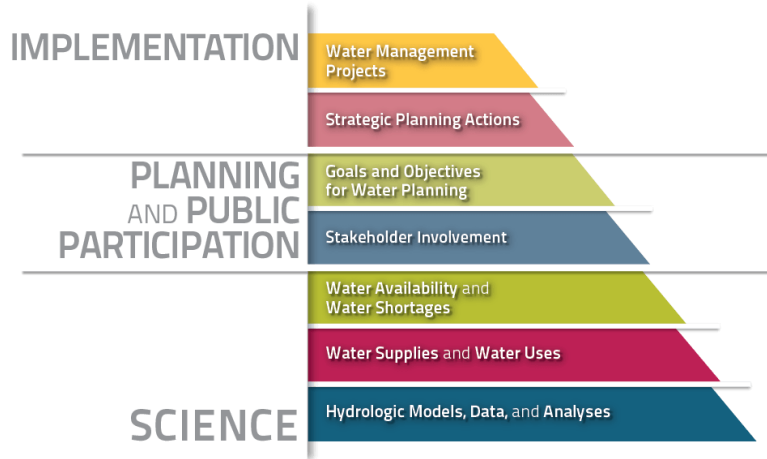 IMPLEMENTATION
Water Management
Projects
Strategic Planning Actions
PLANNING
AND PUBLIC
PARTICIPATION
Goals and Objectives
for Water Planning
Stakeholder Involvement
Water Availability and
Water Shortages
Water Supplies and Water Uses
SCIENCE
Hydrologic Models, Data, and Analyses